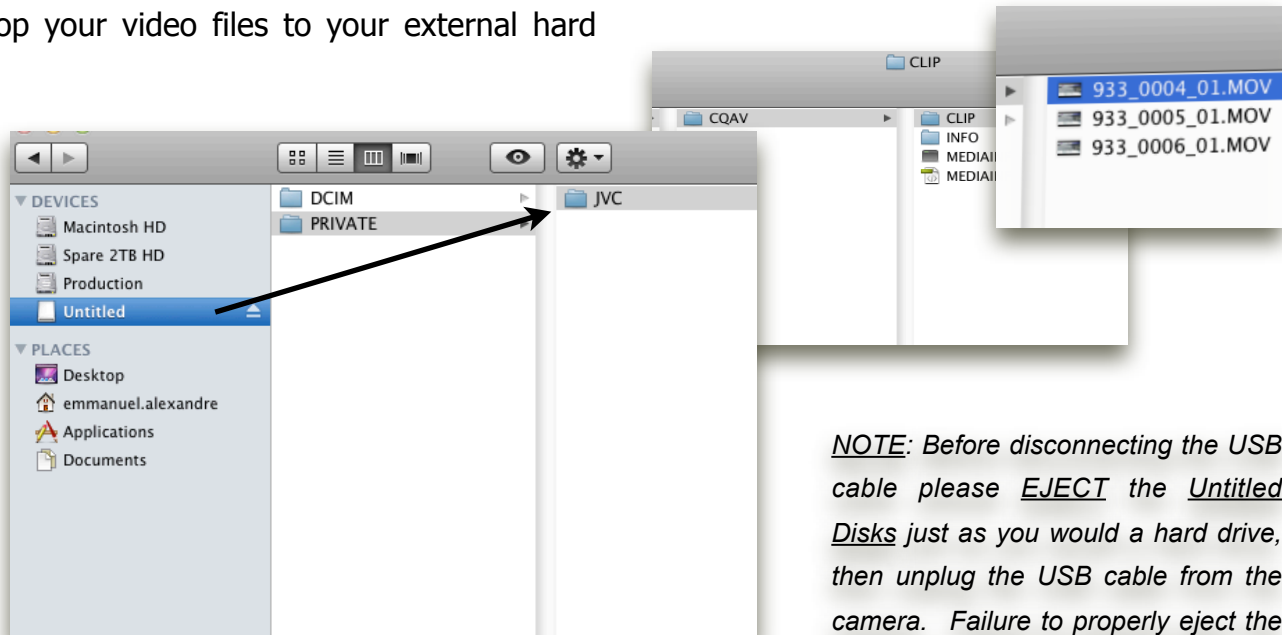 op your video files to your external hard
CLIP
CQAV
CLIP
INFO
933_0004_01.MOV
933_0005_01.MOV
933_0006_01.MOV
DEVICES
Macintosh HD
Spare 2TB HD
Production
Untitled
PLACES
Desktop
emmanuel.alexandre
Applications
Documents
DCIM
PRIVATE
JVC
NOTE: Before disconnecting the USB
cable please EJECT the Untitled
Disks just as you would a hard drive,
then unplug the USB cable from the
camera. Failure to properly eject the